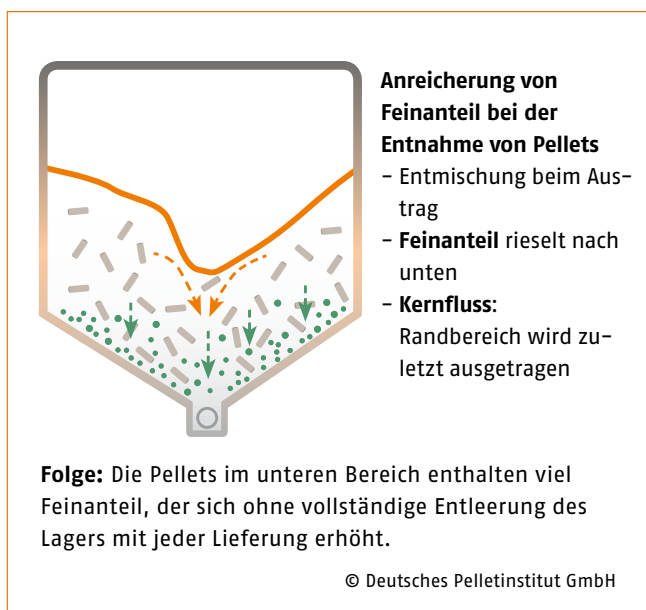 Anreicherung von
Feinanteil bei der
Entnahme von Pellets
– Entmischung beim Aus-
trag
– Feinanteil rieselt nach
unten
– Kernfluss:
Randbereich wird zu-
letzt ausgetragen
Folge: Die Pellets im unteren Bereich enthalten viel
Feinanteil, der sich ohne vollständige Entleerung des
Lagers mit jeder Lieferung erhöht.
© Deutsches Pelletinstitut GmbH